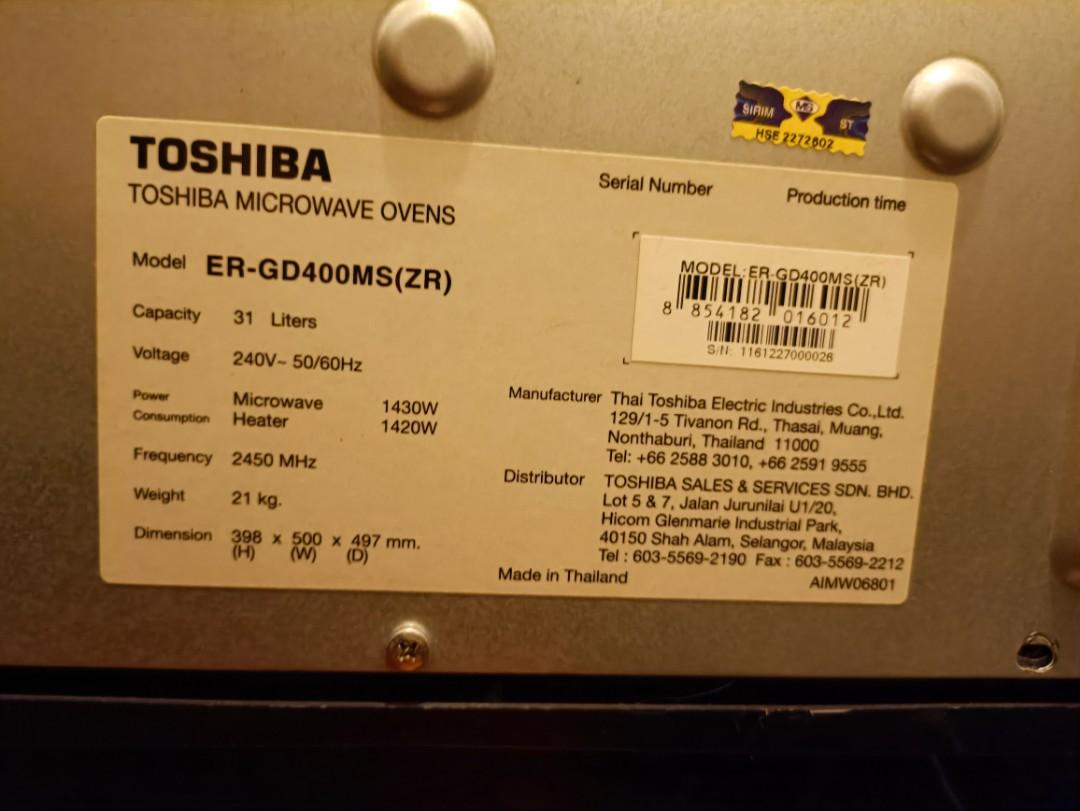 SIRIM MS ST
HSE 2272602
TOSHIBA
TOSHIBA MICROWAVE OVENS
Serial Number Production time
Model ER-GD400MS(ZR)
Capacity 31 Liters
Voltage 240V~ 50/60Hz
Power Consumption Microwave 1430W
Heater 1420W
Frequency 2450 MHz
Weight 21 kg.
Dimension 398 x 500 x 497 mm.
(H) (W) (D)
MODEL: ER-GD400MS(ZR)
8 854182 016012
S/N: 1161227000026
Manufacturer Thai Toshiba Electric Industries Co.,Ltd.
129/1-5 Tivanon Rd., Thasai, Muang,
Nonthaburi, Thailand 11000
Tel: +66 2588 3010, +66 2591 9555
Distributor TOSHIBA SALES & SERVICES SDN. BHD.
Lot 5 & 7, Jalan Jurunilai U1/20,
Hicom Glenmarie Industrial Park,
40150 Shah Alam, Selangor, Malaysia
Tel : 603-5569-2190 Fax : 603-5569-2212
Made in Thailand AIMW06801